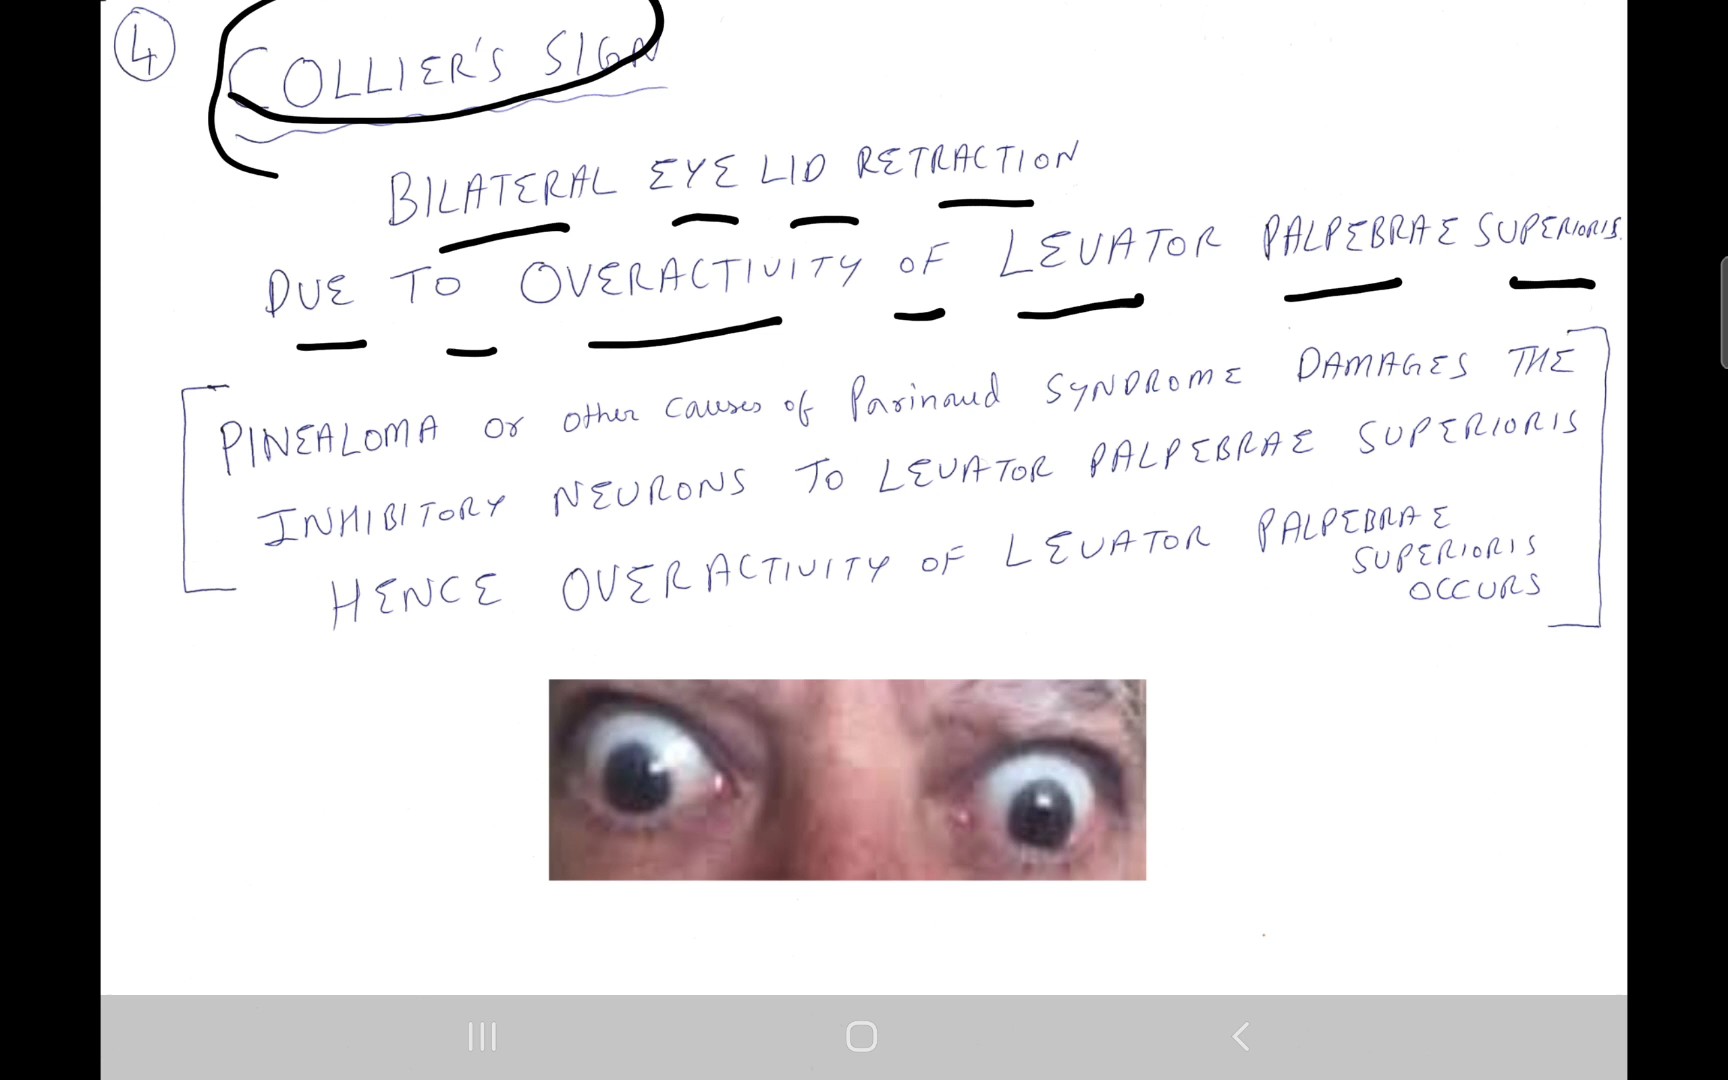 4
COLLIER'S SIGN
BILATERAL EYE LID RETRACTION
DUE TO OVERACTIVITY OF LEVATOR PALPEBRAE SUPERIORIS.
PINEALOMA or other causes of Parinaud SYNDROME DAMAGES THE
INHIBITORY NEURONS TO LEVATOR PALPEBRAE SUPERIORIS
HENCE OVERACTIVITY OF LEVATOR PALPEBRAE
SUPERIORIS
OCCURS